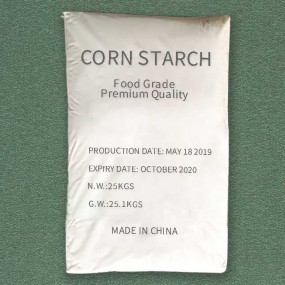 CORN STARCH
Food Grade
Premium Quality
PRODUCTION DATE: MAY 18 2019
EXPIRY DATE: OCTOBER 2020
N.W.:25KGS
G.W.:25.1KGS
MADE IN CHINA